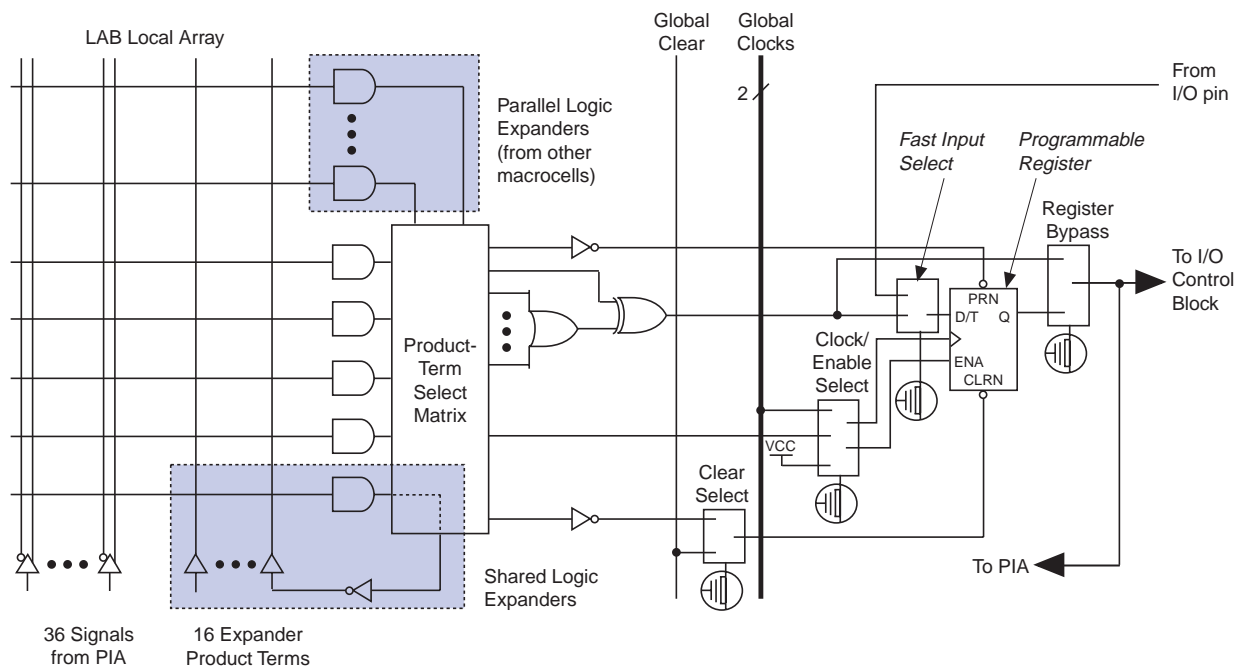 LAB Local Array
Global
Clear
Global
Clocks
2
From
I/O pin
Parallel Logic
Expanders
(from other
macrocells)
Fast Input
Select
Programmable
Register
Register
Bypass
To I/O
Control
Block
PRN
D/T
Q
ENA
CLRN
Clock/
Enable
Select
Product-
Term
Select
Matrix
VCC
Clear
Select
To PIA
Shared Logic
Expanders
36 Signals
from PIA
16 Expander
Product Terms